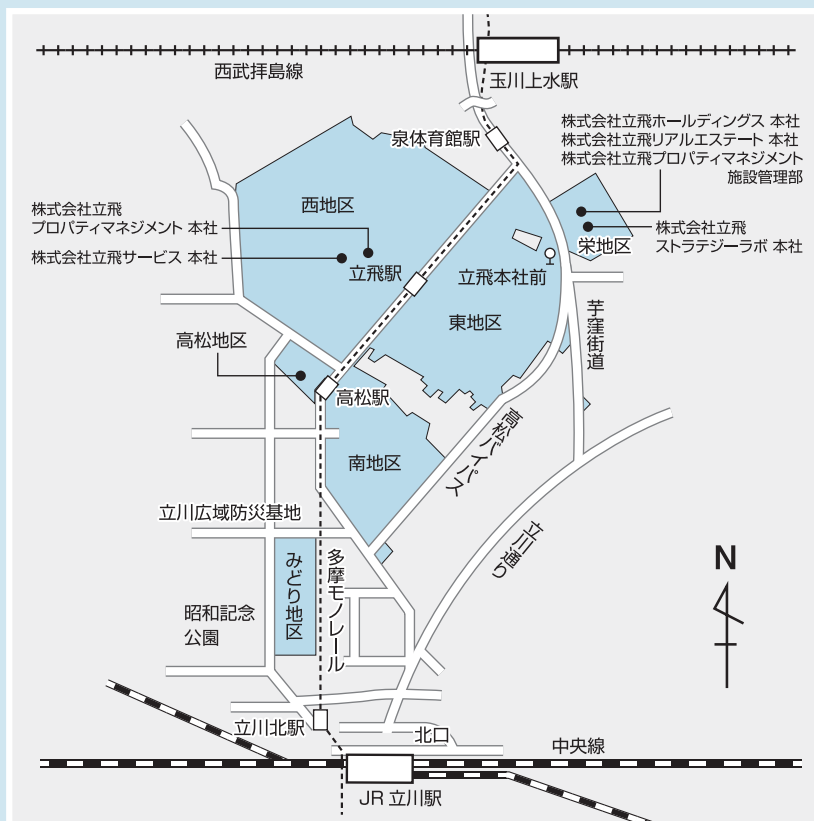 西武拝島線
玉川上水駅
泉体育館駅
株式会社立飛ホールディングス 本社
株式会社立飛リアルエステート 本社
株式会社立飛プロパティマネジメント
施設管理部
西地区
株式会社立飛
プロパティマネジメント 本社
株式会社立飛サービス 本社
株式会社立飛
ストラテジーラボ 本社
栄地区
立飛駅
立飛本社前
東地区
芋窪街道
高松地区
高松駅
高松バイパス
南地区
立川広域防災基地
立川通り
みどり地区
多摩モノレール
N
昭和記念
公園
立川北駅
北口
中央線
JR 立川駅